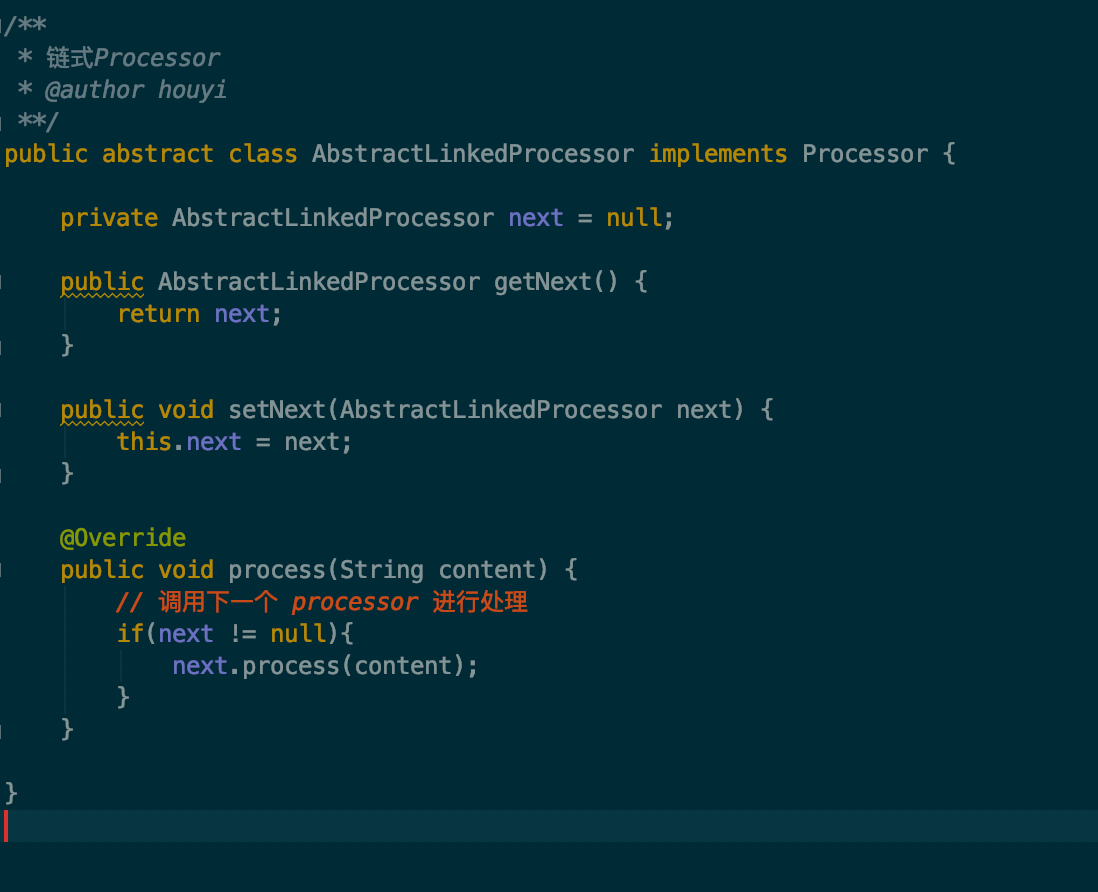 /**
 * 链式Processor
 * @author houyi
 **/
public abstract class AbstractLinkedProcessor implements Processor {
    private AbstractLinkedProcessor next = null;
    public AbstractLinkedProcessor getNext() {
        return next;
    }
    public void setNext(AbstractLinkedProcessor next) {
        this.next = next;
    }
    @Override
    public void process(String content) {
        // 调用下一个 processor 进行处理
        if(next != null){
            next.process(content);
        }
    }
}